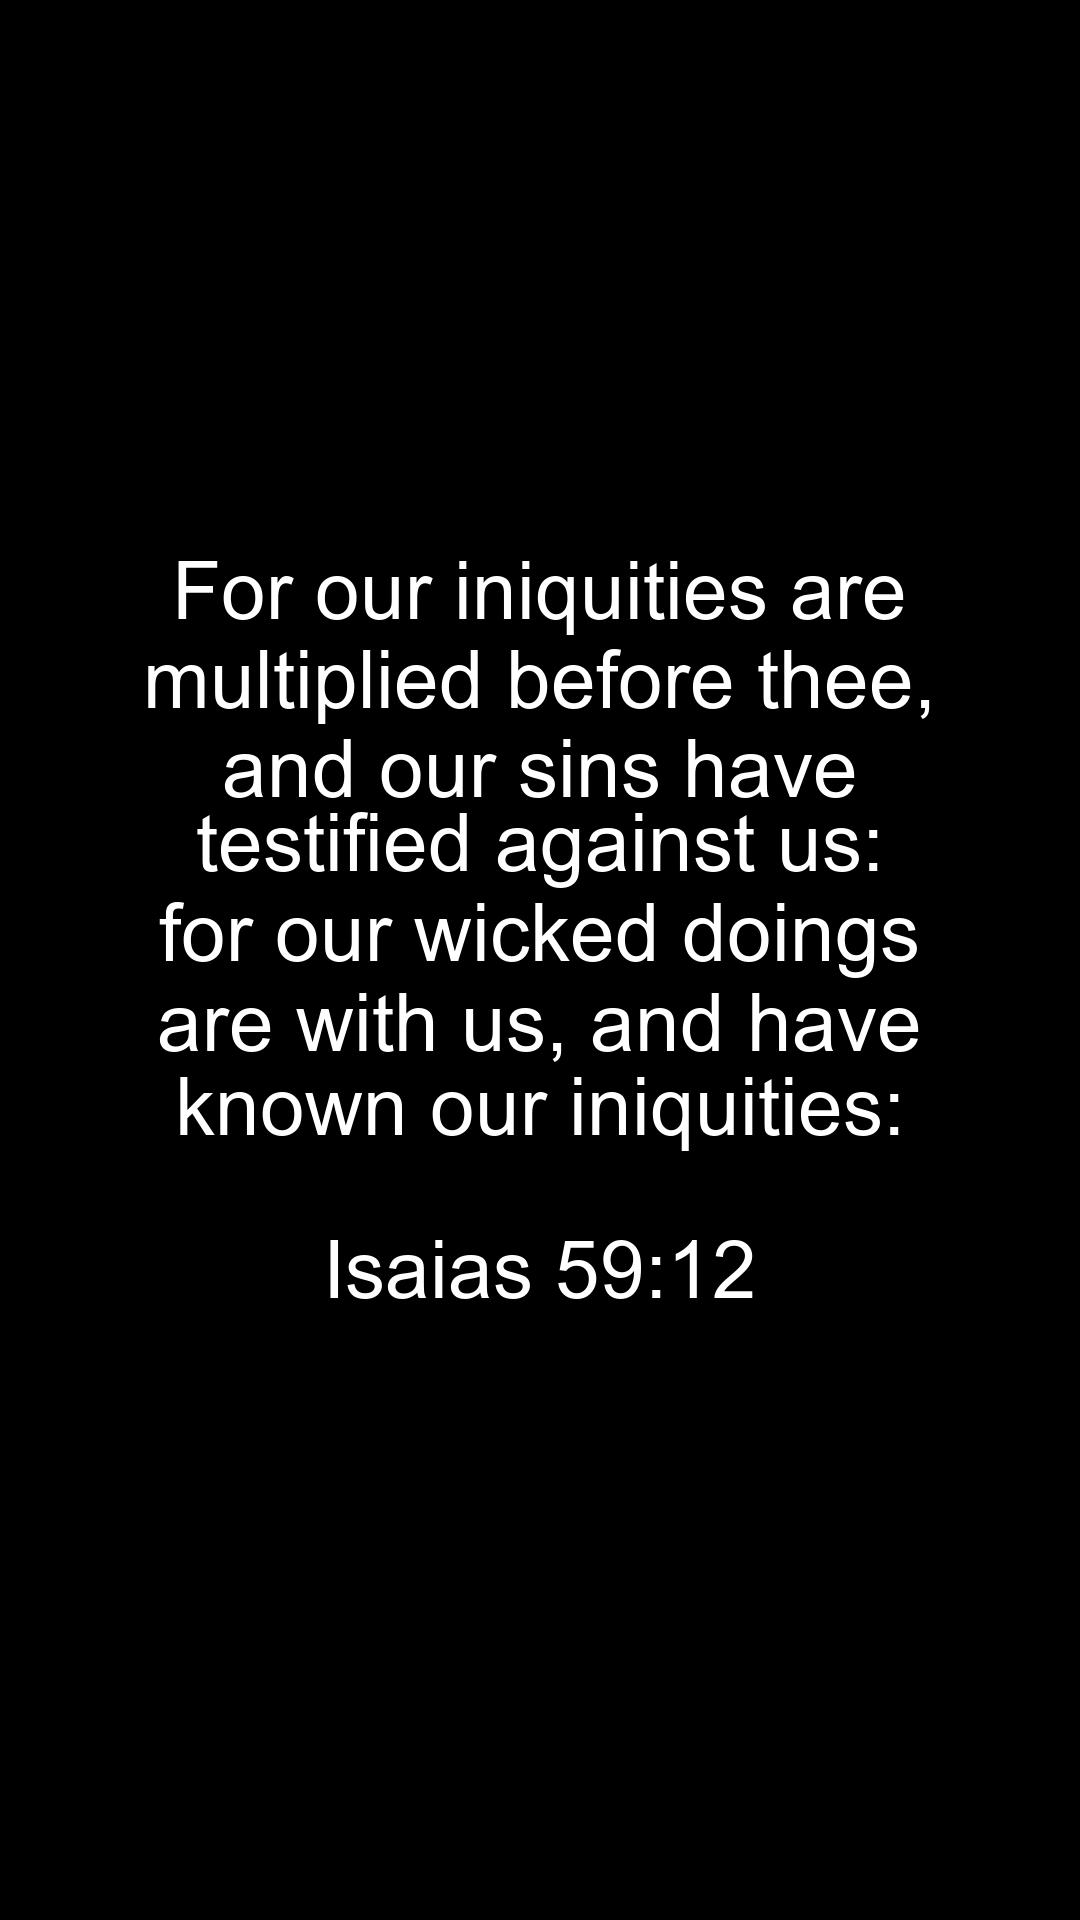 For our iniquities are
multiplied before thee,
and our sins have
testified against us:
for our wicked doings
are with us, and have
known our iniquities:
Isaias 59:12